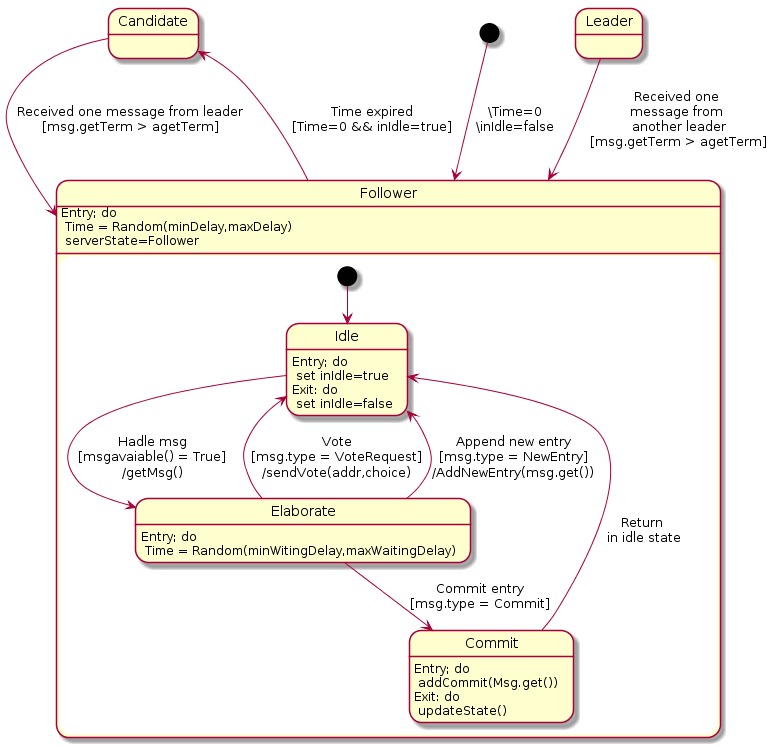 Candidate
Leader
Received one message from leader
[msg.getTerm > agetTerm]
Time expired
[Time=0 && inIdle=true]
\Time=0
\inIdle=false
Received one
message from
another leader
[msg.getTerm > agetTerm]
Follower
Entry; do
Time = Random(minDelay,maxDelay)
serverState=Follower
Idle
Entry; do
set inIdle=true
Exit: do
set inIdle=false
Hadle msg
[msgavaiable() = True]
/getMsg()
Vote
[msg.type = VoteRequest]
/sendVote(addr,choice)
Append new entry
[msg.type = NewEntry]
/AddNewEntry(msg.get())
Elaborate
Entry; do
Time = Random(minWitingDelay,maxWaitingDelay)
Return
in idle state
Commit entry
[msg.type = Commit]
Commit
Entry; do
addCommit(Msg.get())
Exit: do
updateState()